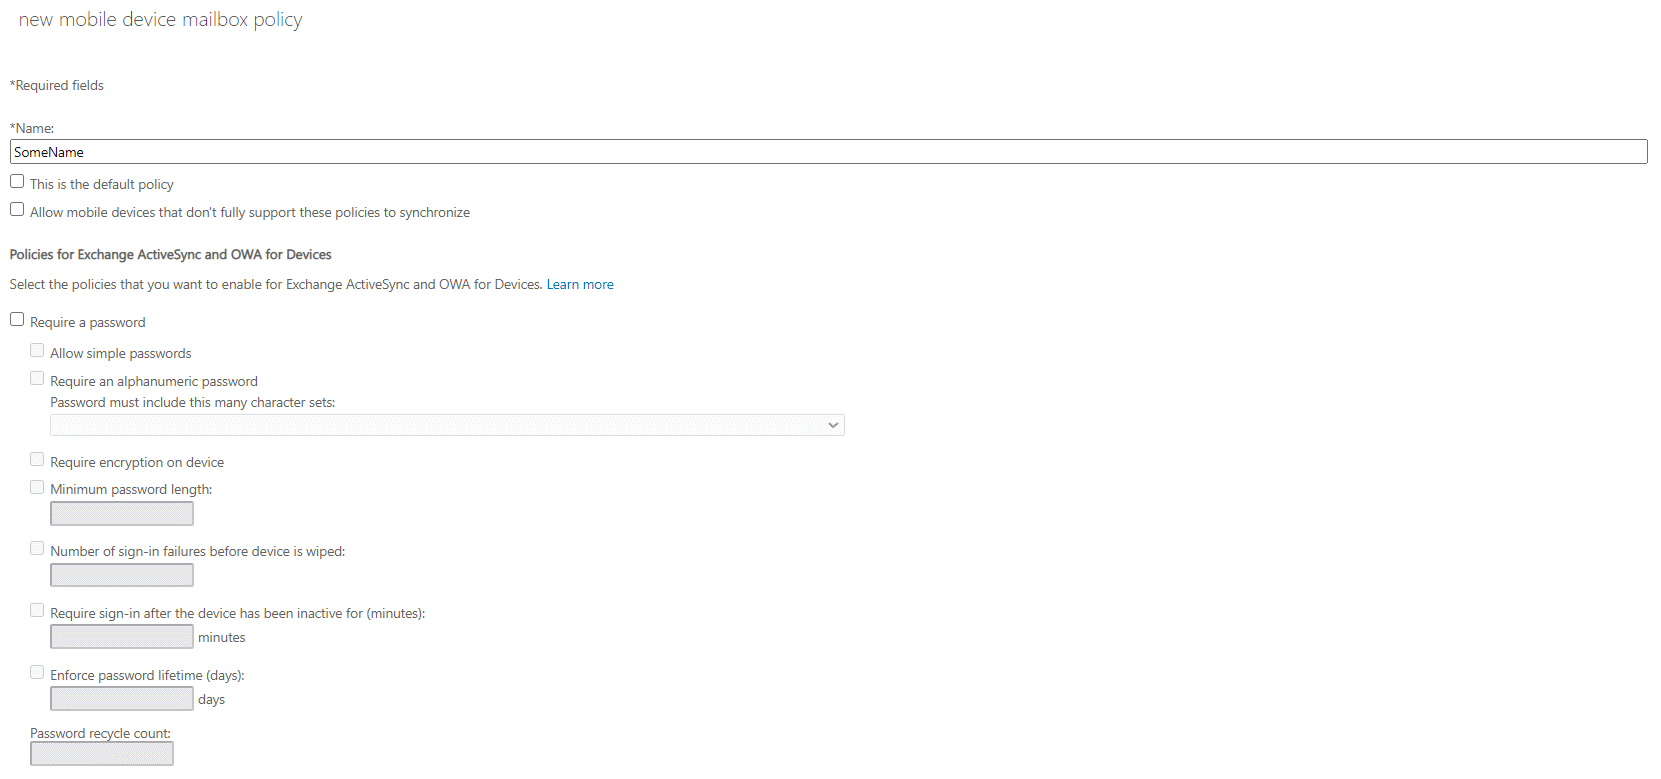 new mobile device mailbox policy
*Required fields
*Name:
SomeName
This is the default policy
Allow mobile devices that don't fully support these policies to synchronize
Policies for Exchange ActiveSync and OWA for Devices
Select the policies that you want to enable for Exchange ActiveSync and OWA for Devices. Learn more
Require a password
Allow simple passwords
Require an alphanumeric password
Password must include this many character sets:
Require encryption on device
Minimum password length:
Number of sign-in failures before device is wiped:
Require sign-in after the device has been inactive for (minutes):
minutes
Enforce password lifetime (days):
days
Password recycle count: